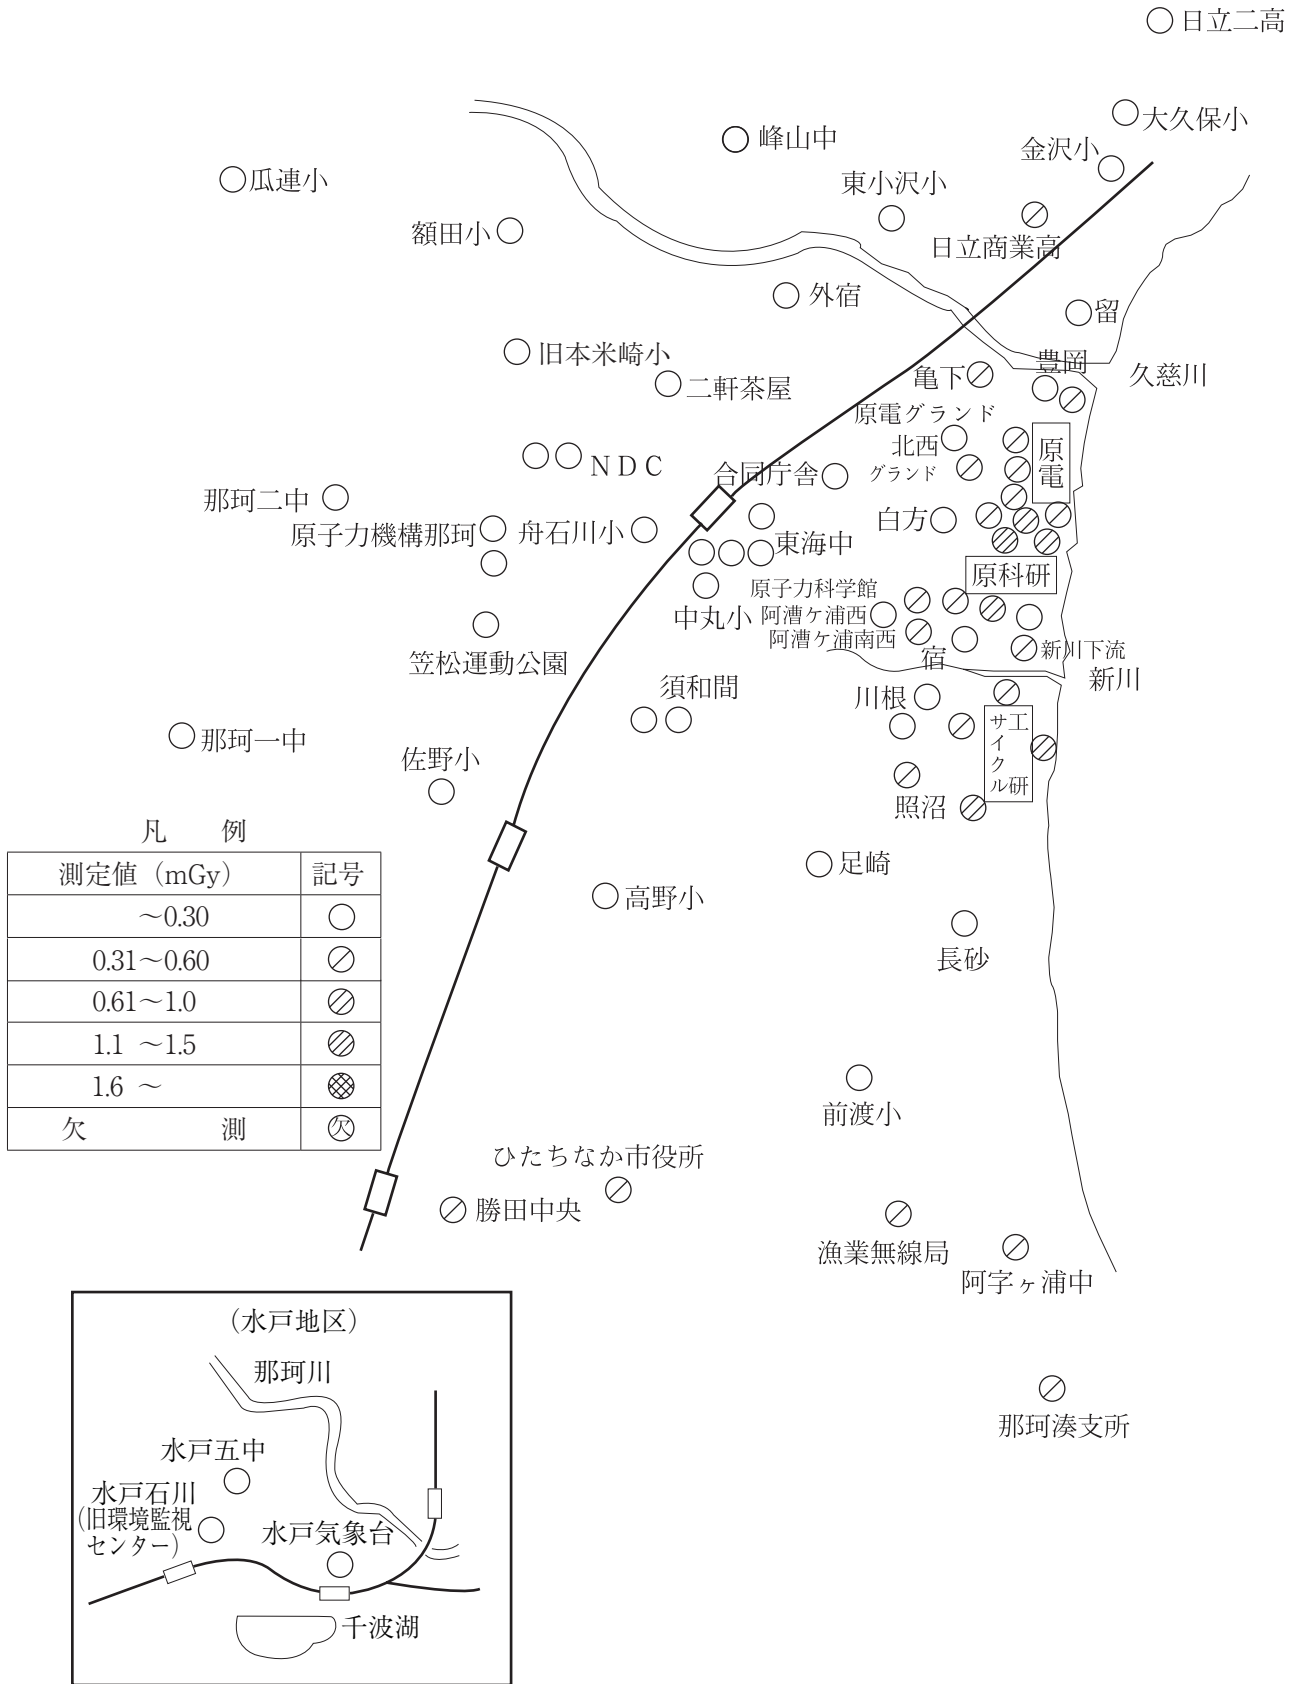 日立二高
大久保小
峰山中
金沢小
瓜連小
東小沢小
額田小
日立商業高
外宿
留
旧本米崎小
豊岡
久慈川
二軒茶屋
亀下
原電グランド
北西
グランド
原電
NDC
合同庁舎
那珂二中
原子力機構那珂
舟石川小
白方
東海中
原科研
原子力科学館
中丸小
阿漕ケ浦西
阿漕ケ浦南西
宿
新川下流
笠松運動公園
新川
須和間
川根
サイクル工研
那珂一中
佐野小
照沼
凡 例
測定値(mGy) 記号
~0.30
0.31~0.60
0.61~1.0
1.1 ~1.5
1.6 ~
欠 測 欠
足崎
高野小
長砂
前渡小
ひたちなか市役所
勝田中央
漁業無線局
阿字ヶ浦中
那珂湊支所
(水戸地区)
那珂川
水戸五中
水戸石川
(旧環境監視
センター)
水戸気象台
千波湖